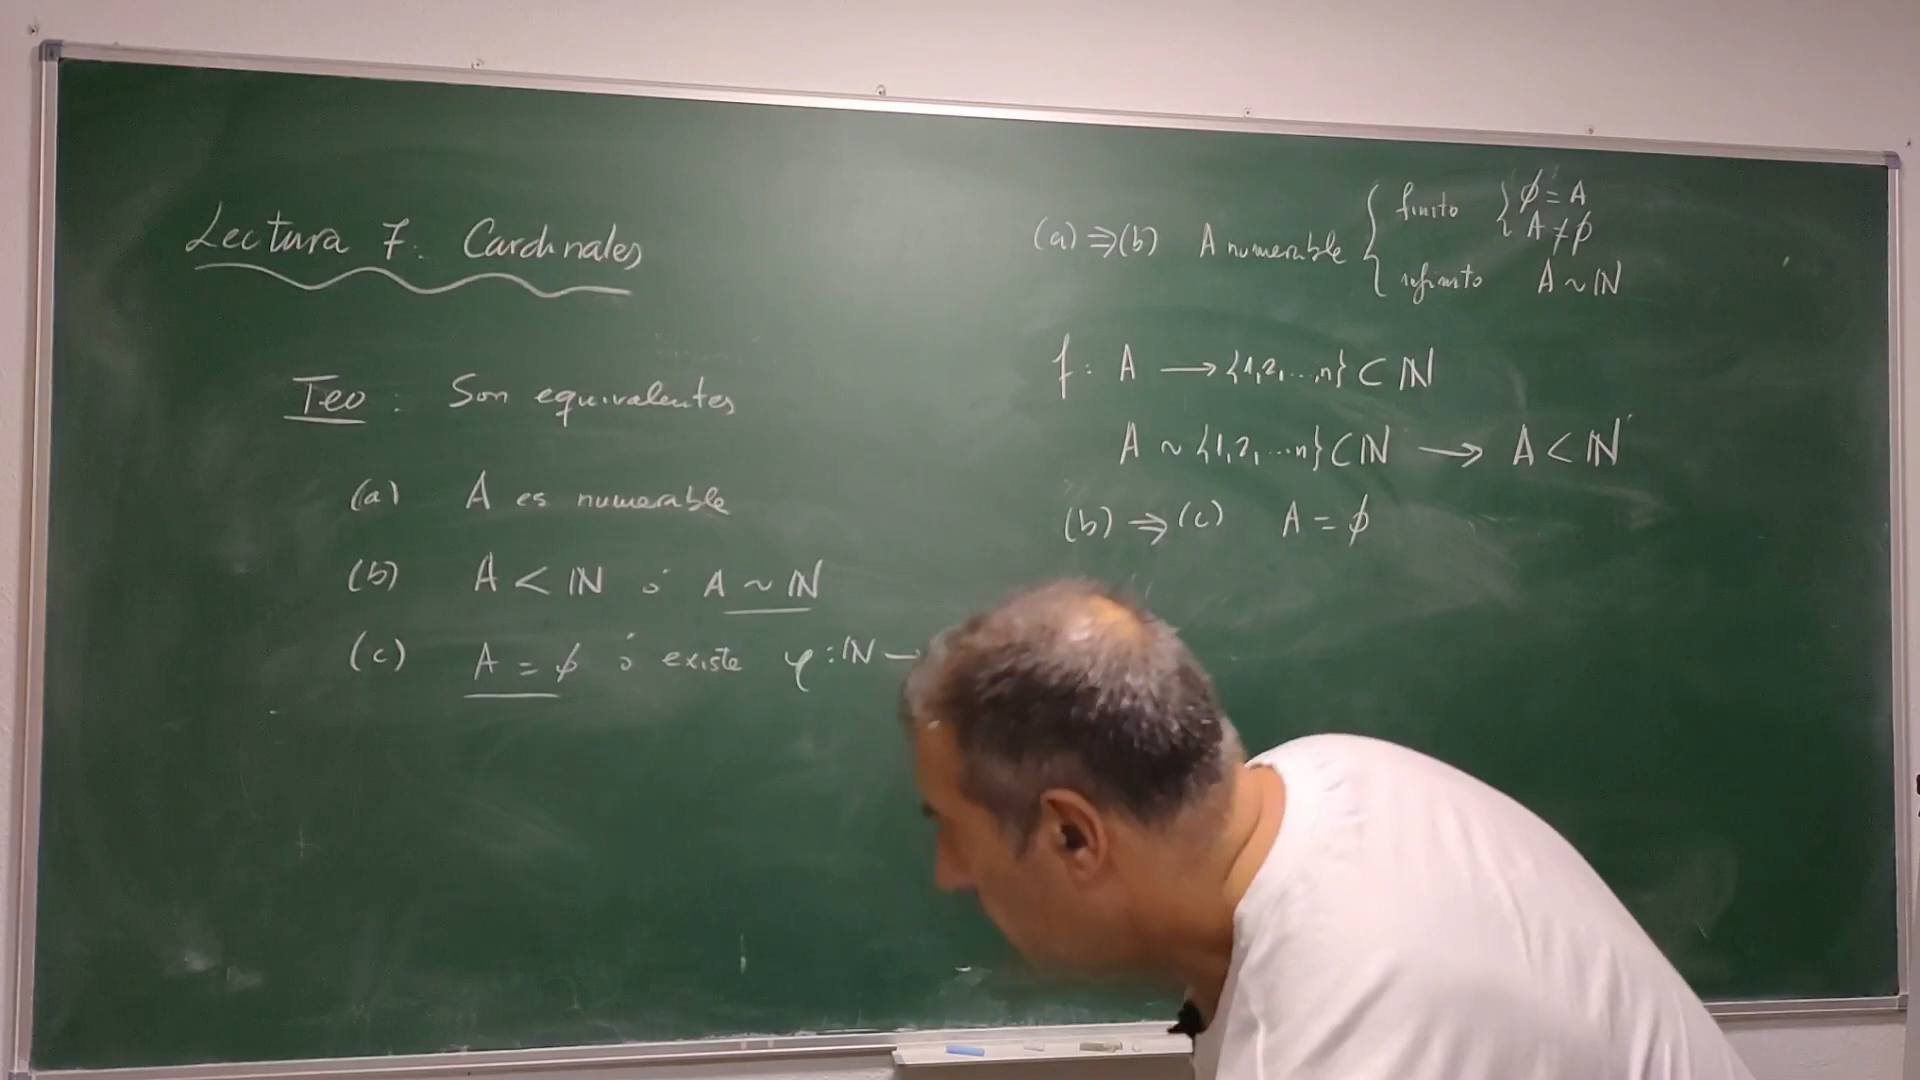 Lectura 7: Cardinales
Teo: Son equivalentes
(a) A es numerable
(b) A < ℕ ó A ~ ℕ
(c) A = ϕ ó existe φ: ℕ →
(a) ⇒ (b) A numerable { finito { ϕ = A
A ≠ ϕ
infinito A ~ ℕ
f: A → {1,2,...,n} ⊂ ℕ
A ~ {1,2,...n} ⊂ ℕ → A < ℕ
(b) ⇒ (c) A = ϕ